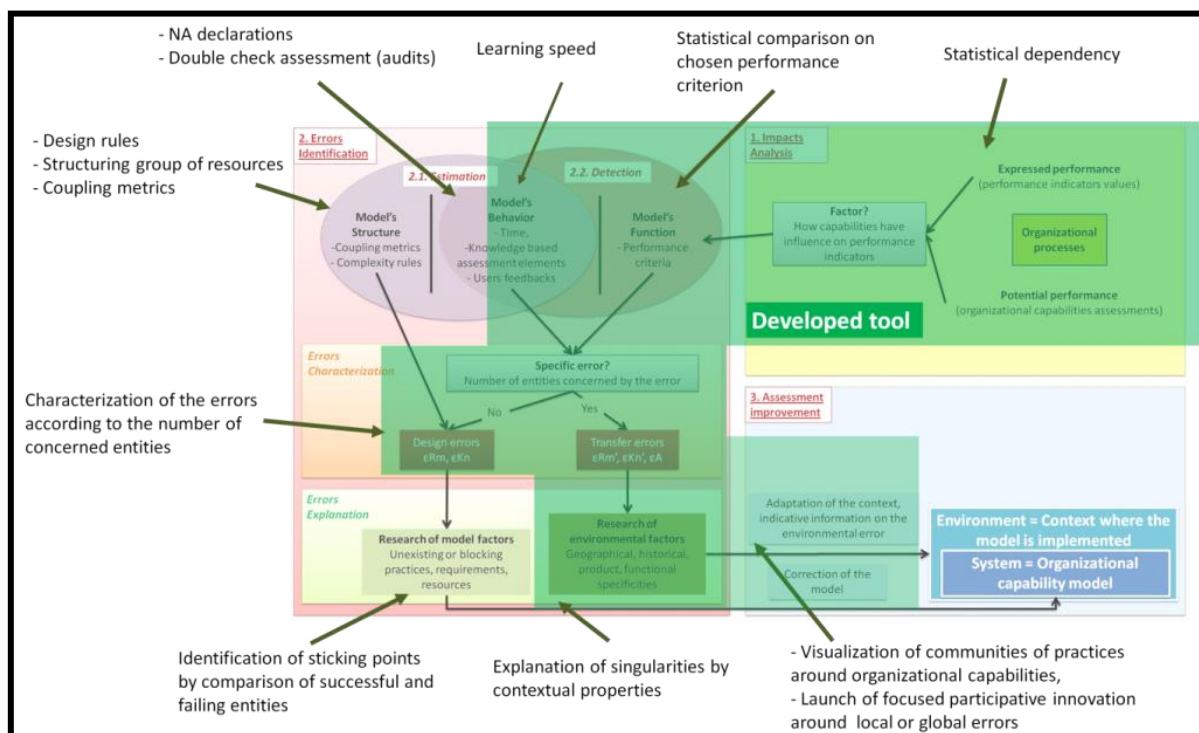 - NA declarations
- Double check assessment (audits)
Learning speed
Statistical comparison on
chosen performance
criterion
Statistical dependency
- Design rules
- Structuring group of resources
- Coupling metrics
2. Errors
Identification
2.1. Estimation
2.2. Detection
Model's
Structure
-Coupling metrics
- Complexity rules
Model's
Behavior
- Time,
-Knowledge based
assessment elements
- Users feedbacks
Model's
Function
- Performance
criteria
1. Impacts
Analysis
Expressed performance
(performance indicators
values)
Factor?
How capabilities have
influence on performance
indicators
Organizational
processes
Potential performance
(organizational capabilities assessments)
Developed tool
Errors
Characterization
Specific error?
Number of entities concerned by the error
No
Yes
Design errors
εRm, εKn
Transfer errors
εRm', εKn', εA
Characterization of the errors
according to the number of
concerned entities
Errors
Explanation
Research of model factors
Unexisting or blocking
practices, requirements,
resources
Research of
environmental factors
Geographical, historical,
product, functional
specificities
3. Assessment
improvement
Adaptation of the context,
indicative information on the
environmental error
Correction of the
model
Environment = Context where the
model is implemented
System = Organizational
capability model
Identification of sticking points
by comparison of successful and
failing entities
Explanation of singularities by
contextual properties
- Visualization of communities of practices
around organizational capabilities,
- Launch of focused participative innovation
around local or global errors